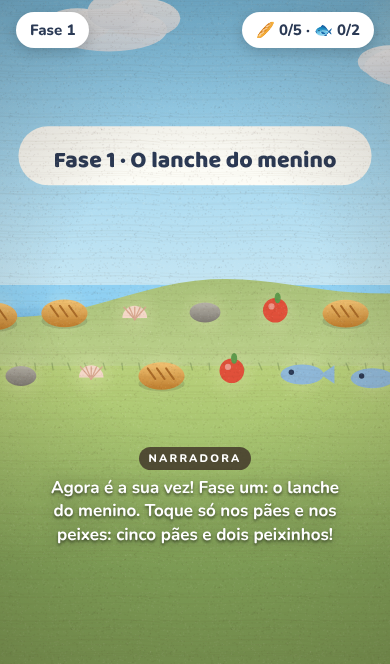 Fase 1
🥖 0/5 · 🐟 0/2
Fase 1 · O lanche do menino
NARRADORA
Agora é a sua vez! Fase um: o lanche
do menino. Toque só nos pães e nos
peixes: cinco pães e dois peixinhos!